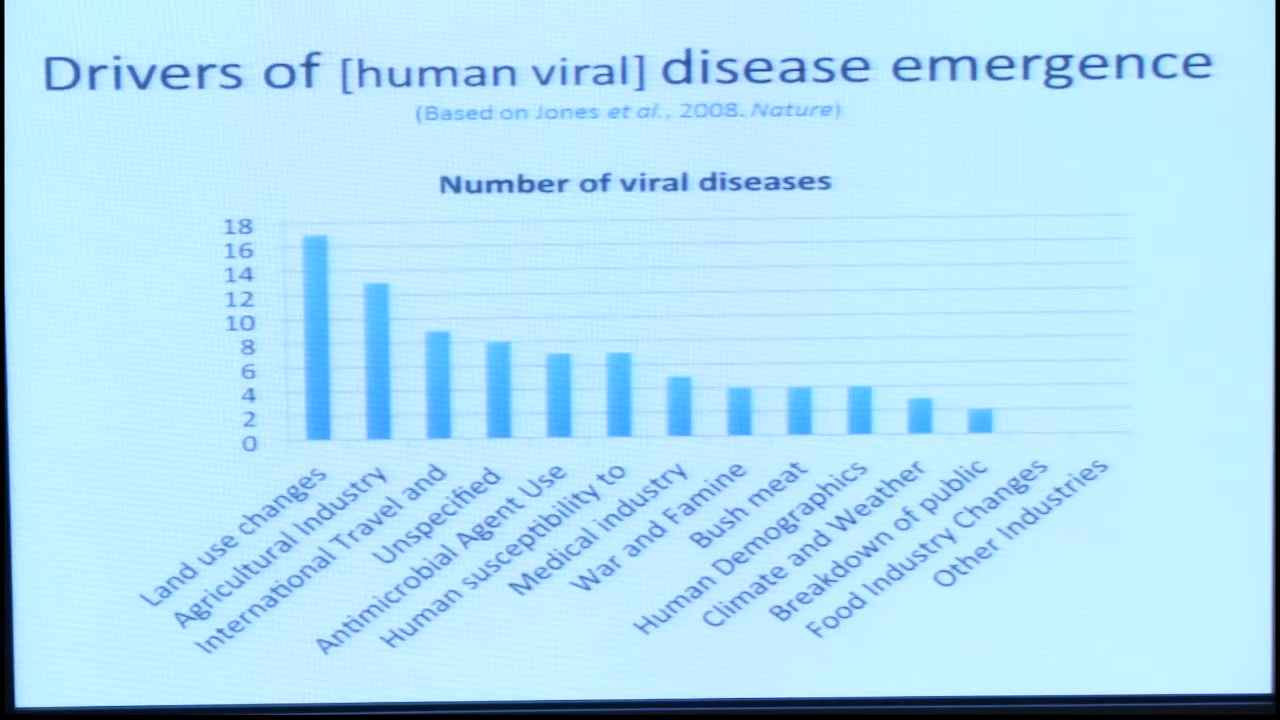 Drivers of [human viral] disease emergence
(Based on Jones et al., 2008. Nature)
Number of viral diseases
18
16
14
12
10
8
6
4
2
0
Land use changes
Agricultural Industry
International Travel and
Unspecified
Antimicrobial Agent Use
Human susceptibility to
Medical industry
War and Famine
Bush meat
Human Demographics
Climate and Weather
Breakdown of public
Food Industry Changes
Other Industries